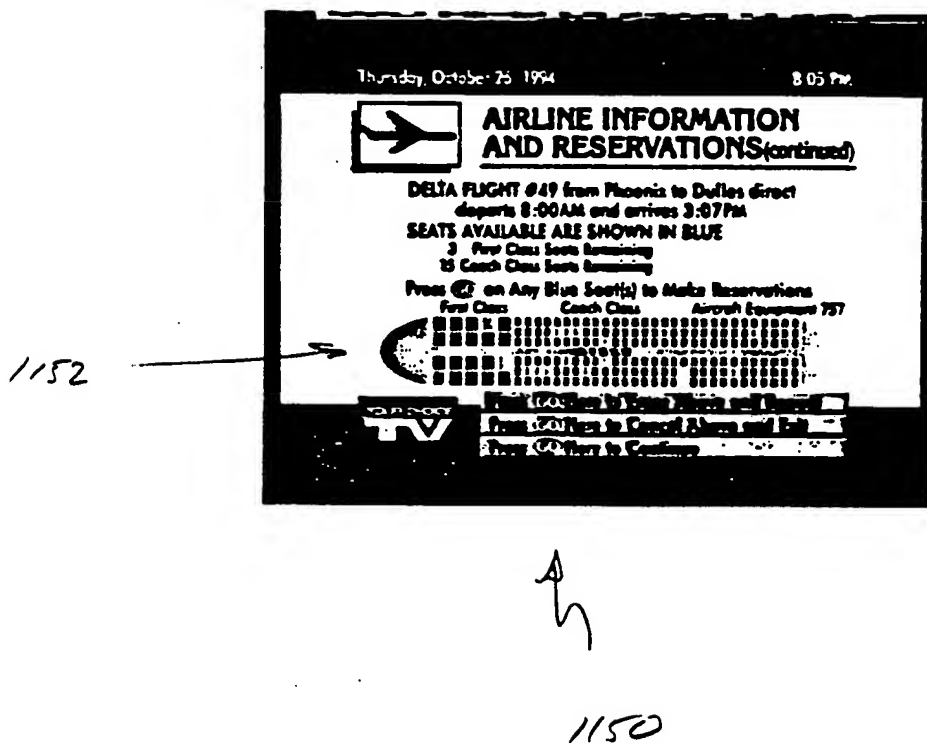 Thursday, October 25 1994 8:05 PM
AIRLINE INFORMATION
AND RESERVATIONS(continued)
DELTA FLIGHT #49 from Phoenix to Dulles direct
departs 8:00AM and arrives 3:07PM
SEATS AVAILABLE ARE SHOWN IN BLUE
3 First Class Seats Remaining
15 Coach Class Seats Remaining
Press GO on Any Blue Seat(s) to Make Reservations
First Class Coach Class Aircraft Equipment 757
1152
TV
Press GO Here to Cancel Above and Exit
Press GO Here to Continue
1150